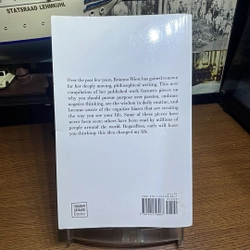 STATSRAAD LEHMKUHL
Over the past few years, Brianna Wiest has gained renown
for her deeply moving, philosophical writing. This new
compilation of her published work features pieces on
why you should pursue purpose over passion, embrace
negative thinking, see the wisdom in daily routine, and
become aware of the cognitive biases that are creating
the way you see your life. Some of these pieces have
never been seen; others have been read by millions of
people around the world. Regardless, each will leave
you thinking: this idea changed my life.
THOUGHT
CATALOG
Books